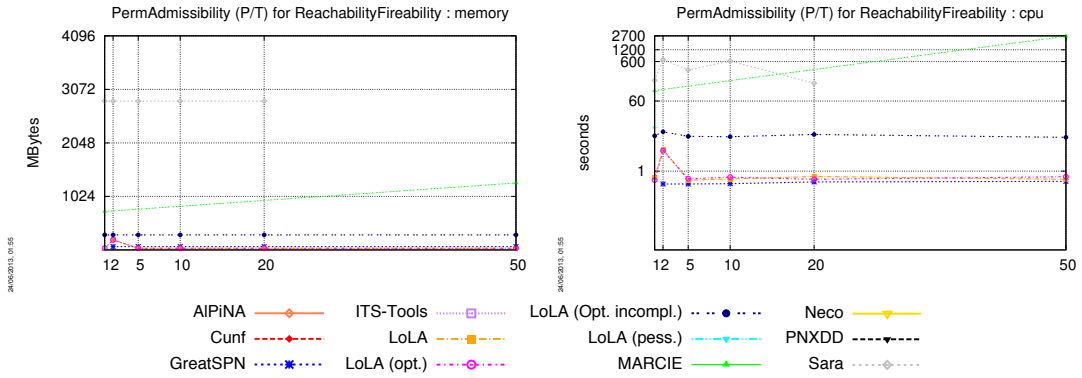 PermAdmissibility (P/T) for ReachabilityFireability : memory
4096
3072
2048
1024
MBytes
12 5 10 20 50
24/06/2013, 01:55
PermAdmissibility (P/T) for ReachabilityFireability : cpu
2700
1200
600
60
1
seconds
12 5 10 20 50
24/06/2013, 01:55
AlPiNA
Cunf
GreatSPN
ITS-Tools
LoLA
LoLA (opt.)
LoLA (Opt. incompl.)
LoLA (pess.)
MARCIE
Neco
PNXDD
Sara